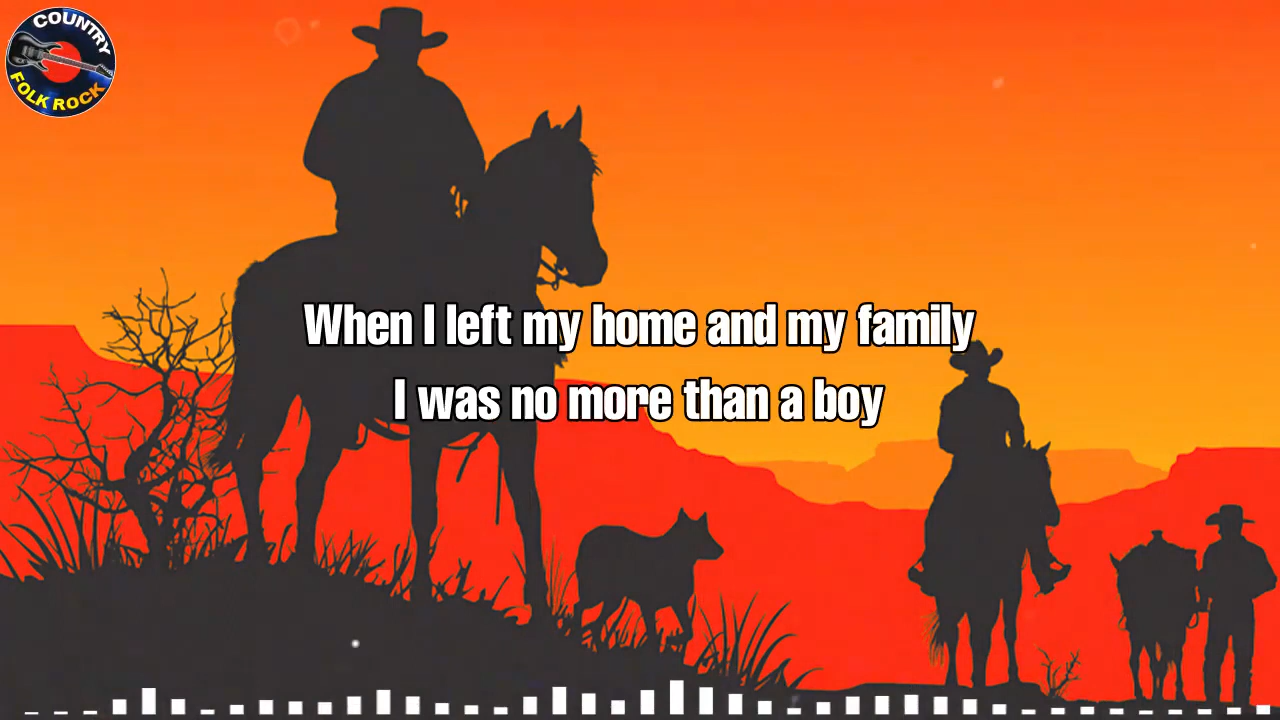 COUNTRY
FOLK ROCK
When I left my home and my family
I was no more than a boy